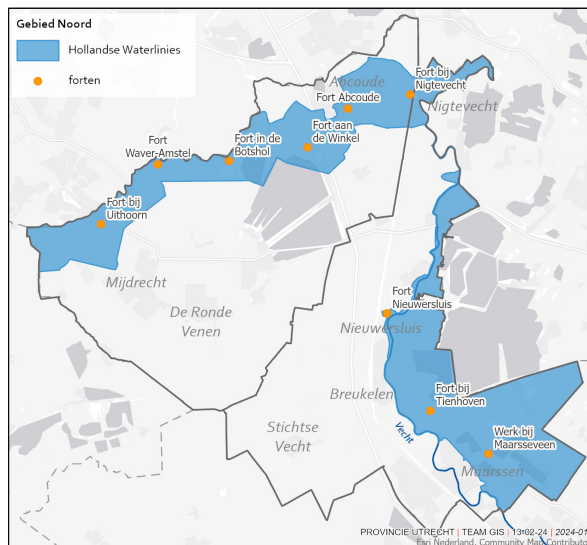 Gebied Noord
Hollandse Waterlinies
forten
Abcoude
Fort bij
Nigtevecht
Nigtevecht
Fort Abcoude
Fort aan
de Winkel
Fort in de
Botshol
Fort
Waver-Amstel
Fort bij
Uithoorn
Mijdrecht
De Ronde
Venen
Fort
Nieuwersluis
Nieuwersluis
Breukelen
Fort bij
Tienhoven
Stichtse
Vecht
Vecht
Werk bij
Maarsseveen
Maarssen
PROVINCIE UTRECHT | TEAM GIS | 13-02-24 | 2024-01
Esri Nederland, Community Map Contributo